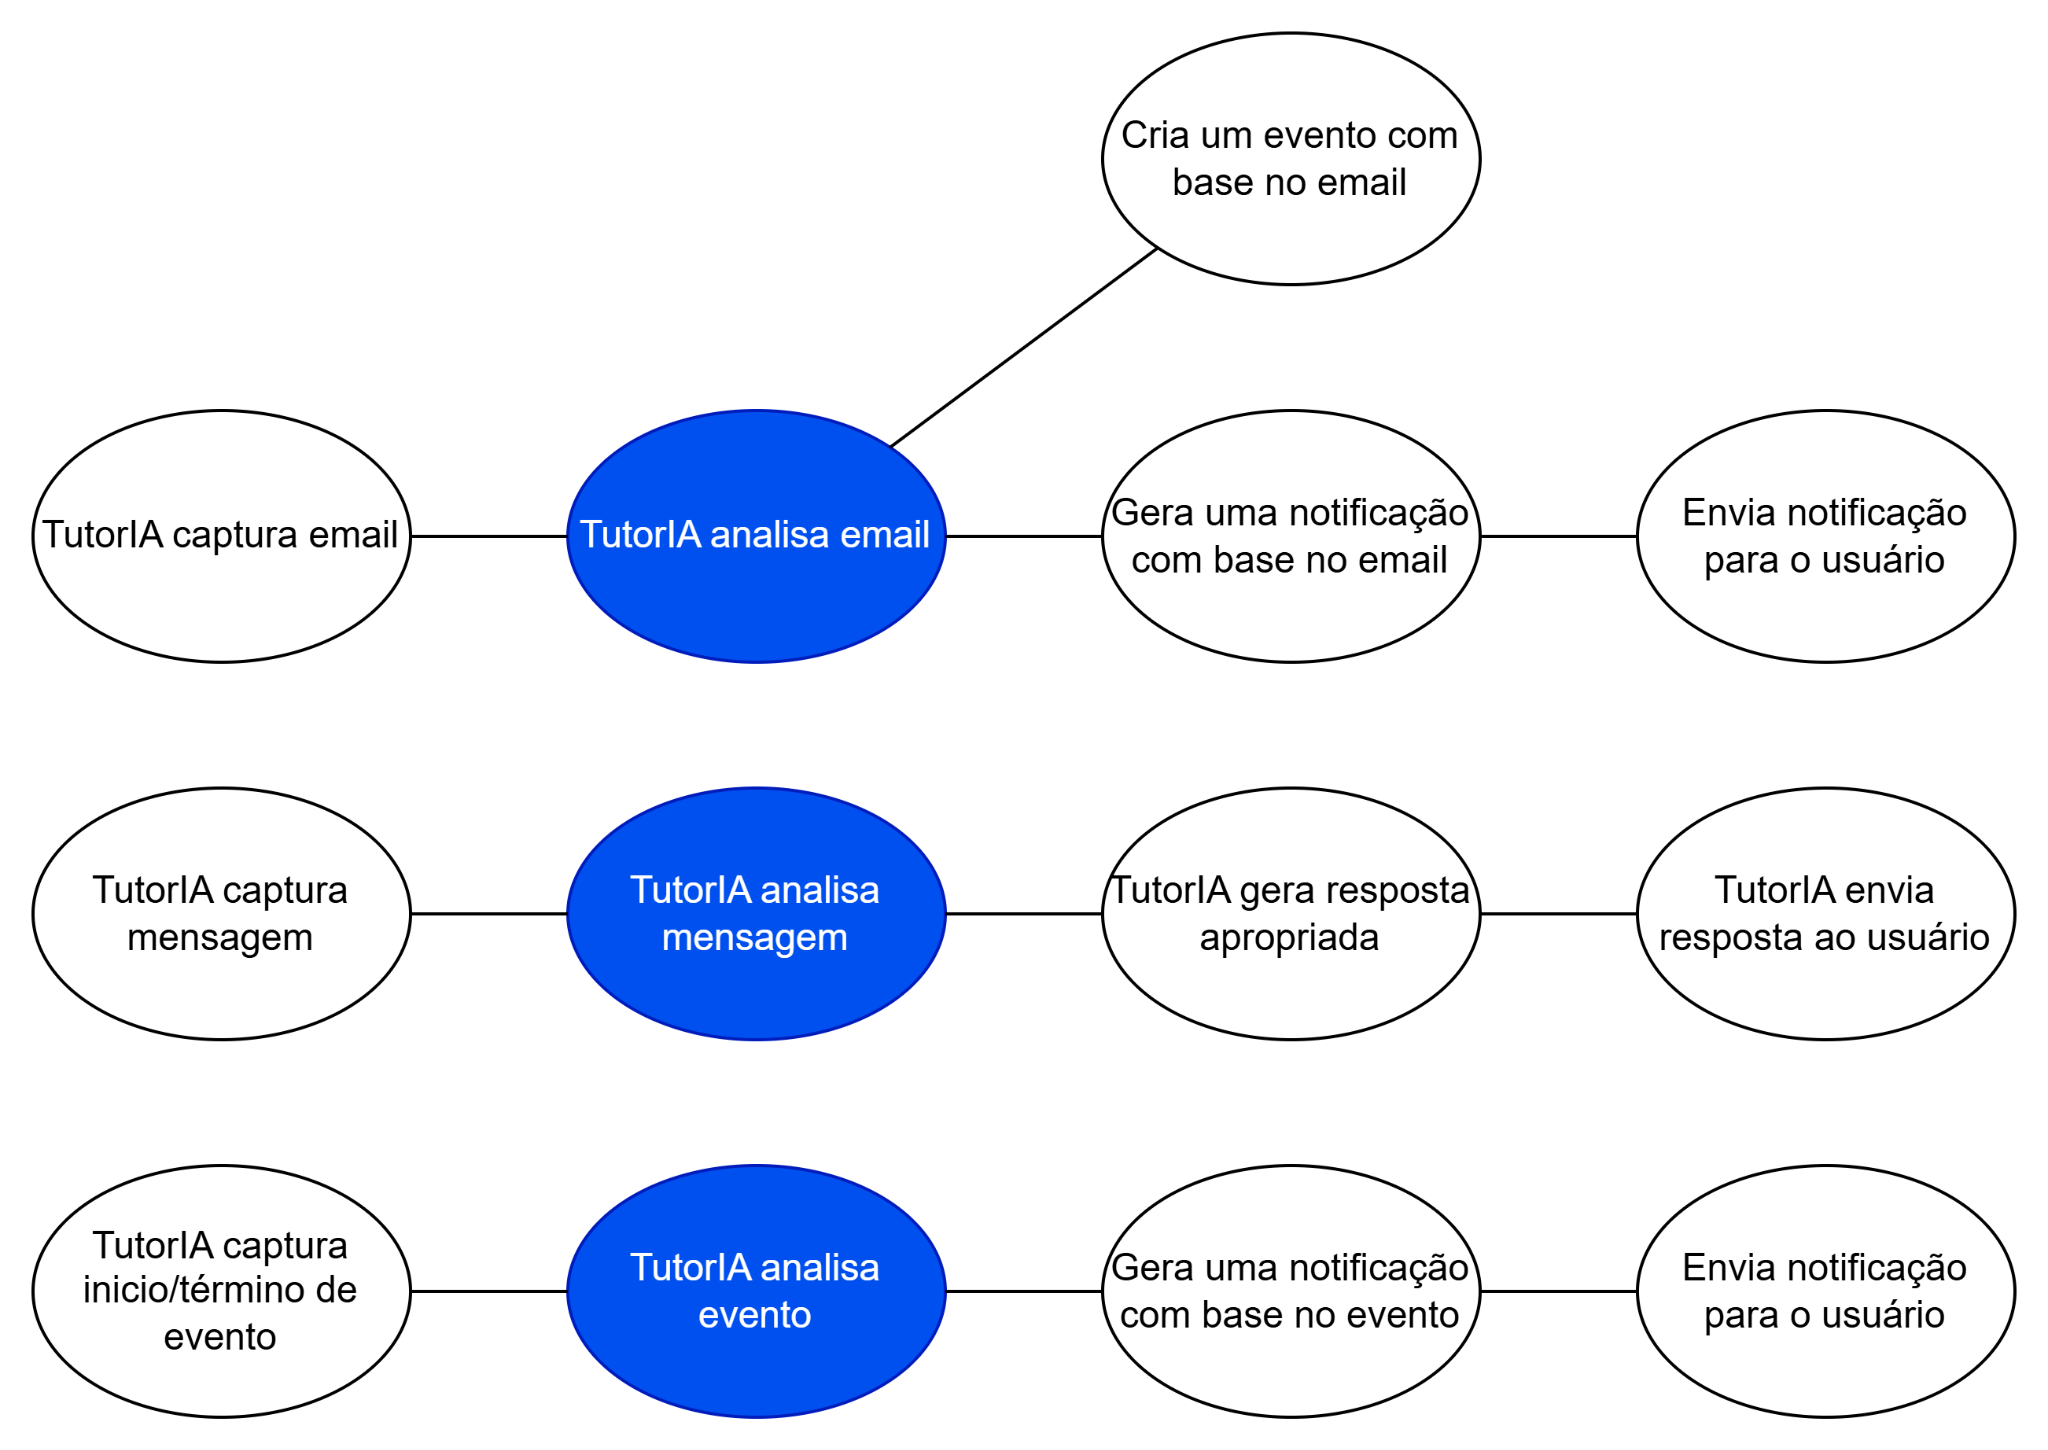 Cria um evento com
base no email
TutorIA captura email
TutorIA analisa email
Gera uma notificação
com base no email
Envia notificação
para o usuário
TutorIA captura
mensagem
TutorIA analisa
mensagem
TutorIA gera resposta
apropriada
TutorIA envia
resposta ao usuário
TutorIA captura
inicio/término de
evento
TutorIA analisa
evento
Gera uma notificação
com base no evento
Envia notificação
para o usuário